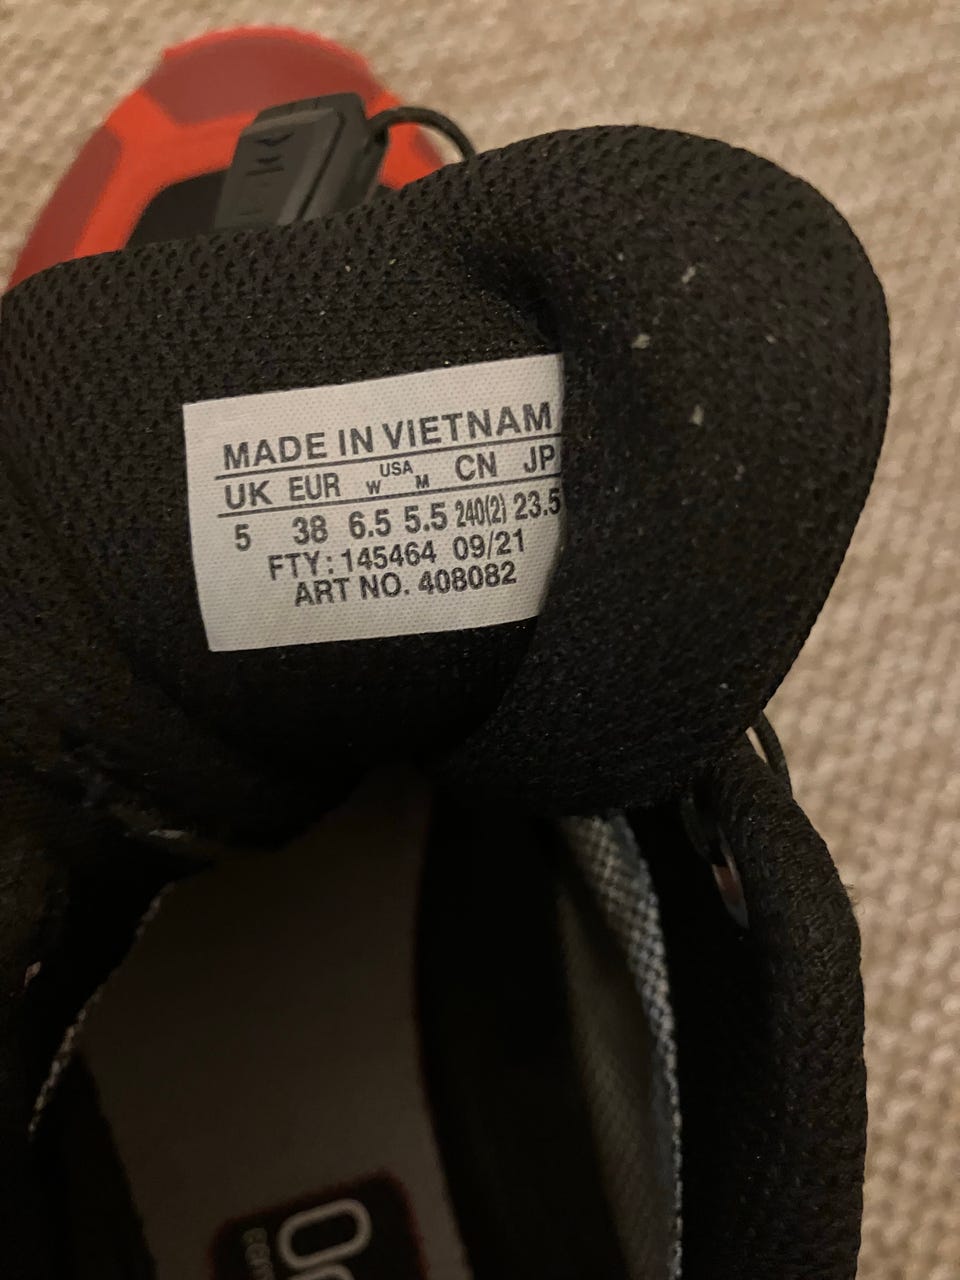 MADE IN VIETNAM
UK EUR USA W M CN JP
5 38 6.5 5.5 240(2) 23.5
FTY: 145464 09/21
ART NO. 408082